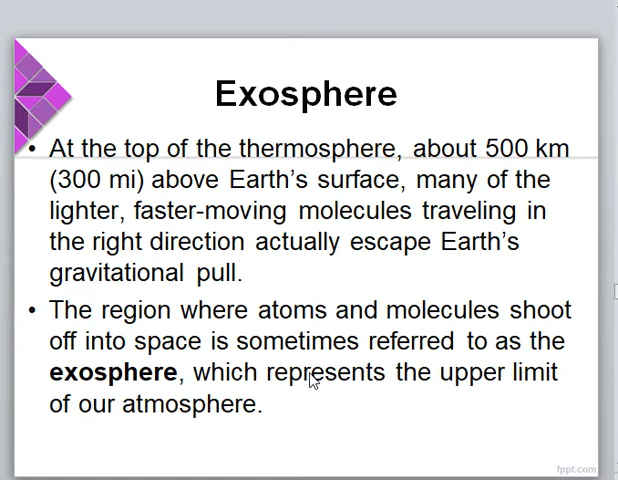 Exosphere
• At the top of the thermosphere, about 500 km
(300 mi) above Earth's surface, many of the
lighter, faster-moving molecules traveling in
the right direction actually escape Earth's
gravitational pull.
• The region where atoms and molecules shoot
off into space is sometimes referred to as the
exosphere, which represents the upper limit
of our atmosphere.
fppt.com